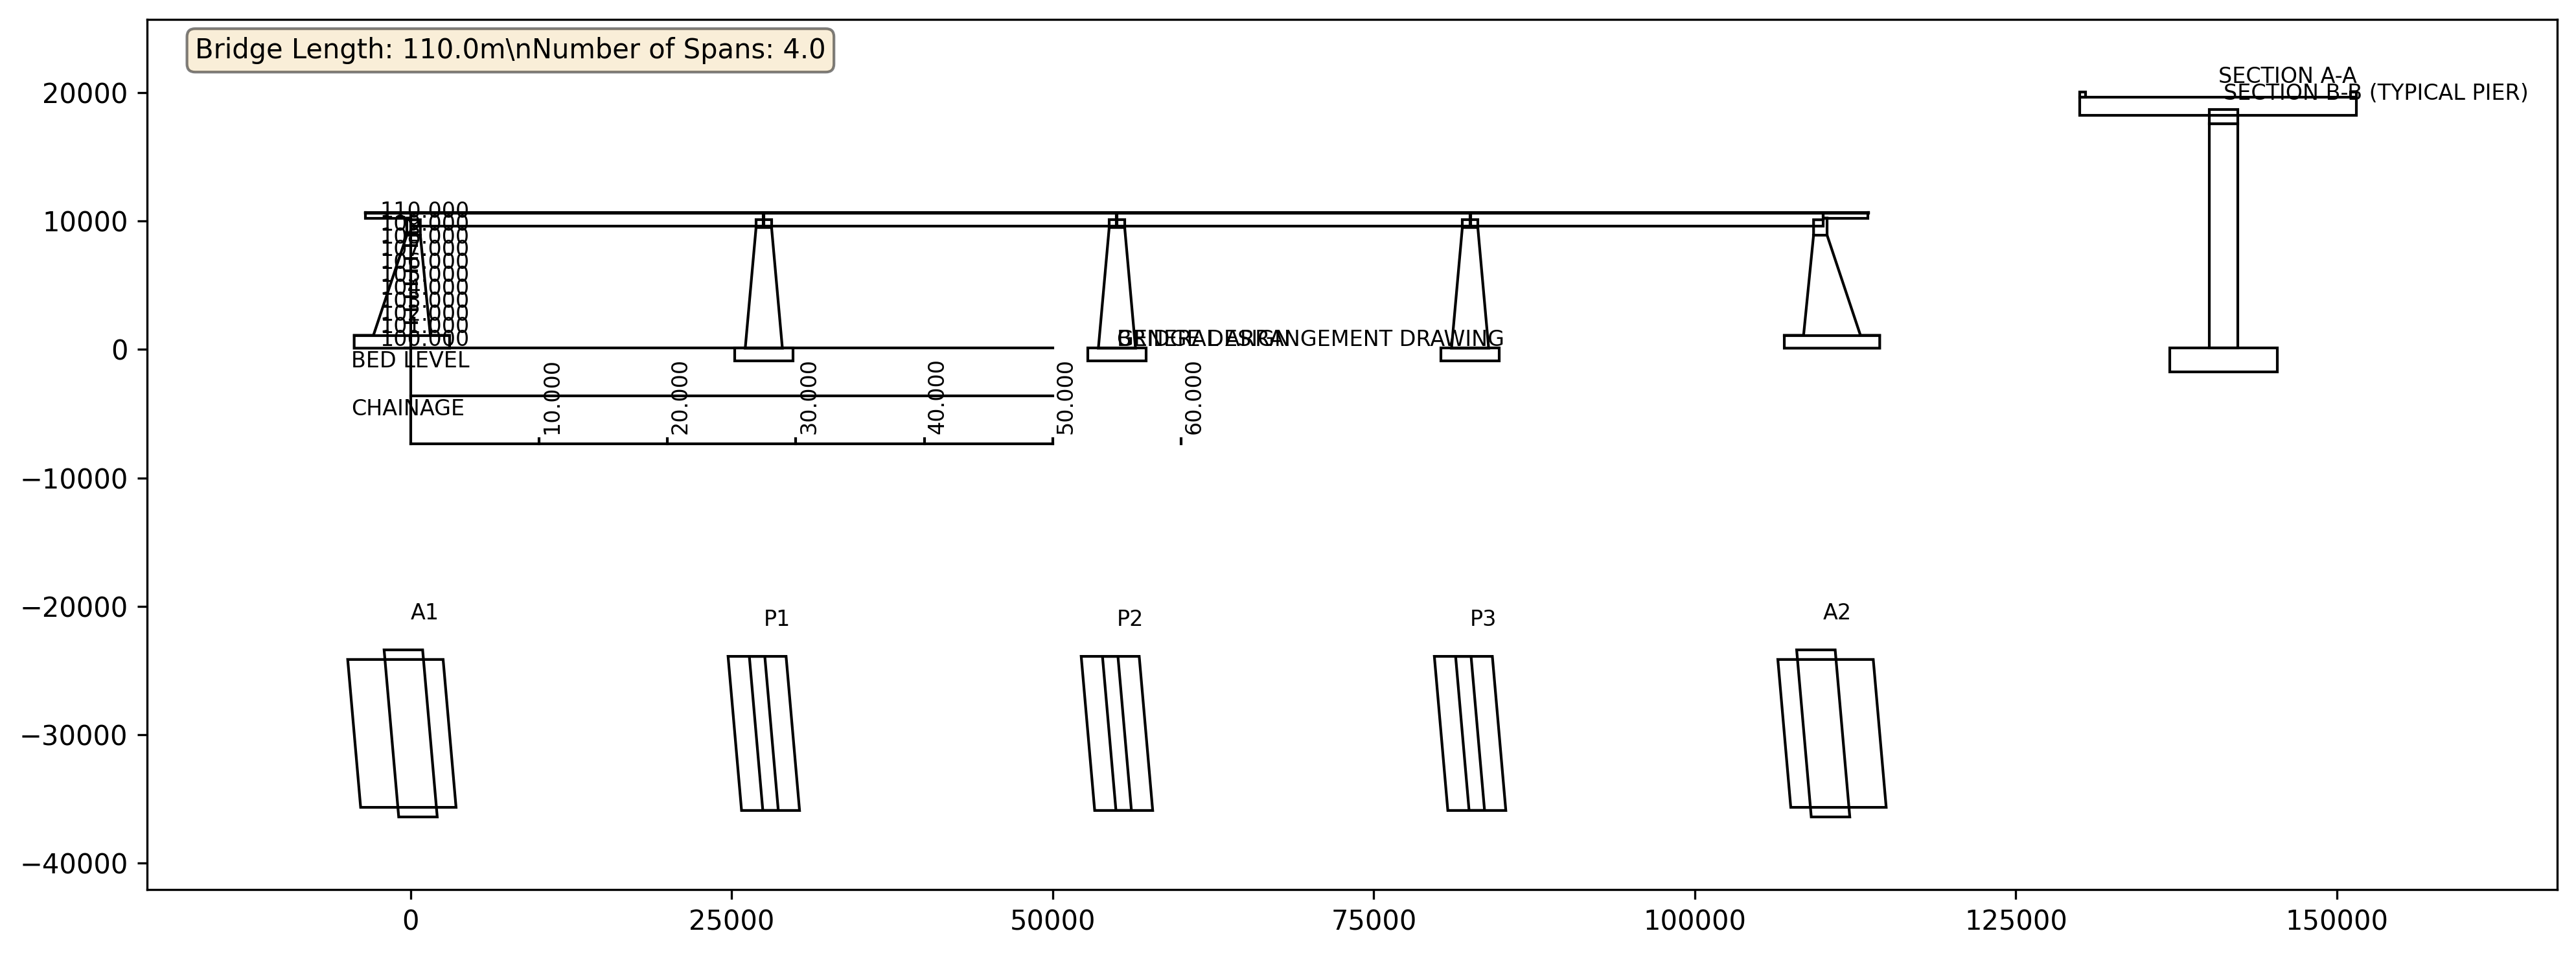 Bridge Length: 110.0m\nNumber of Spans: 4.0
SECTION A-A
SECTION B-B (TYPICAL PIER)
20000
10000
0
−10000
−20000
−30000
−40000
110.000
109.000
108.000
107.000
106.000
105.000
104.000
103.000
102.000
101.000
100.000
GENERAL ARRANGEMENT DRAWING
BED LEVEL
CHAINAGE
10.000
20.000
30.000
40.000
50.000
60.000
A1
P1
P2
P3
A2
0
25000
50000
75000
100000
125000
150000